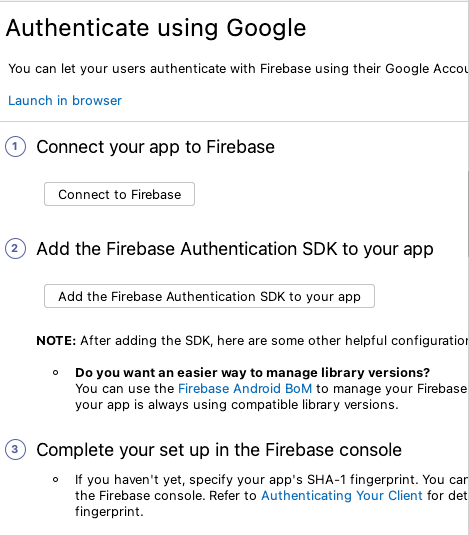 Authenticate using Google
You can let your users authenticate with Firebase using their Google
Launch in browser
1 Connect your app to Firebase
Connect to Firebase
2 Add the Firebase Authentication SDK to your app
Add the Firebase Authentication SDK to your app
NOTE: After adding the SDK, here are some other helpful
Do you want an easier way to manage library versions?
You can use the Firebase Android BoM to manage your Firebase
your app is always using compatible library versions.
3 Complete your set up in the Firebase console
If you haven't yet, specify your app's SHA-1 fingerprint. You can
the Firebase console. Refer to Authenticating Your Client for
fingerprint.